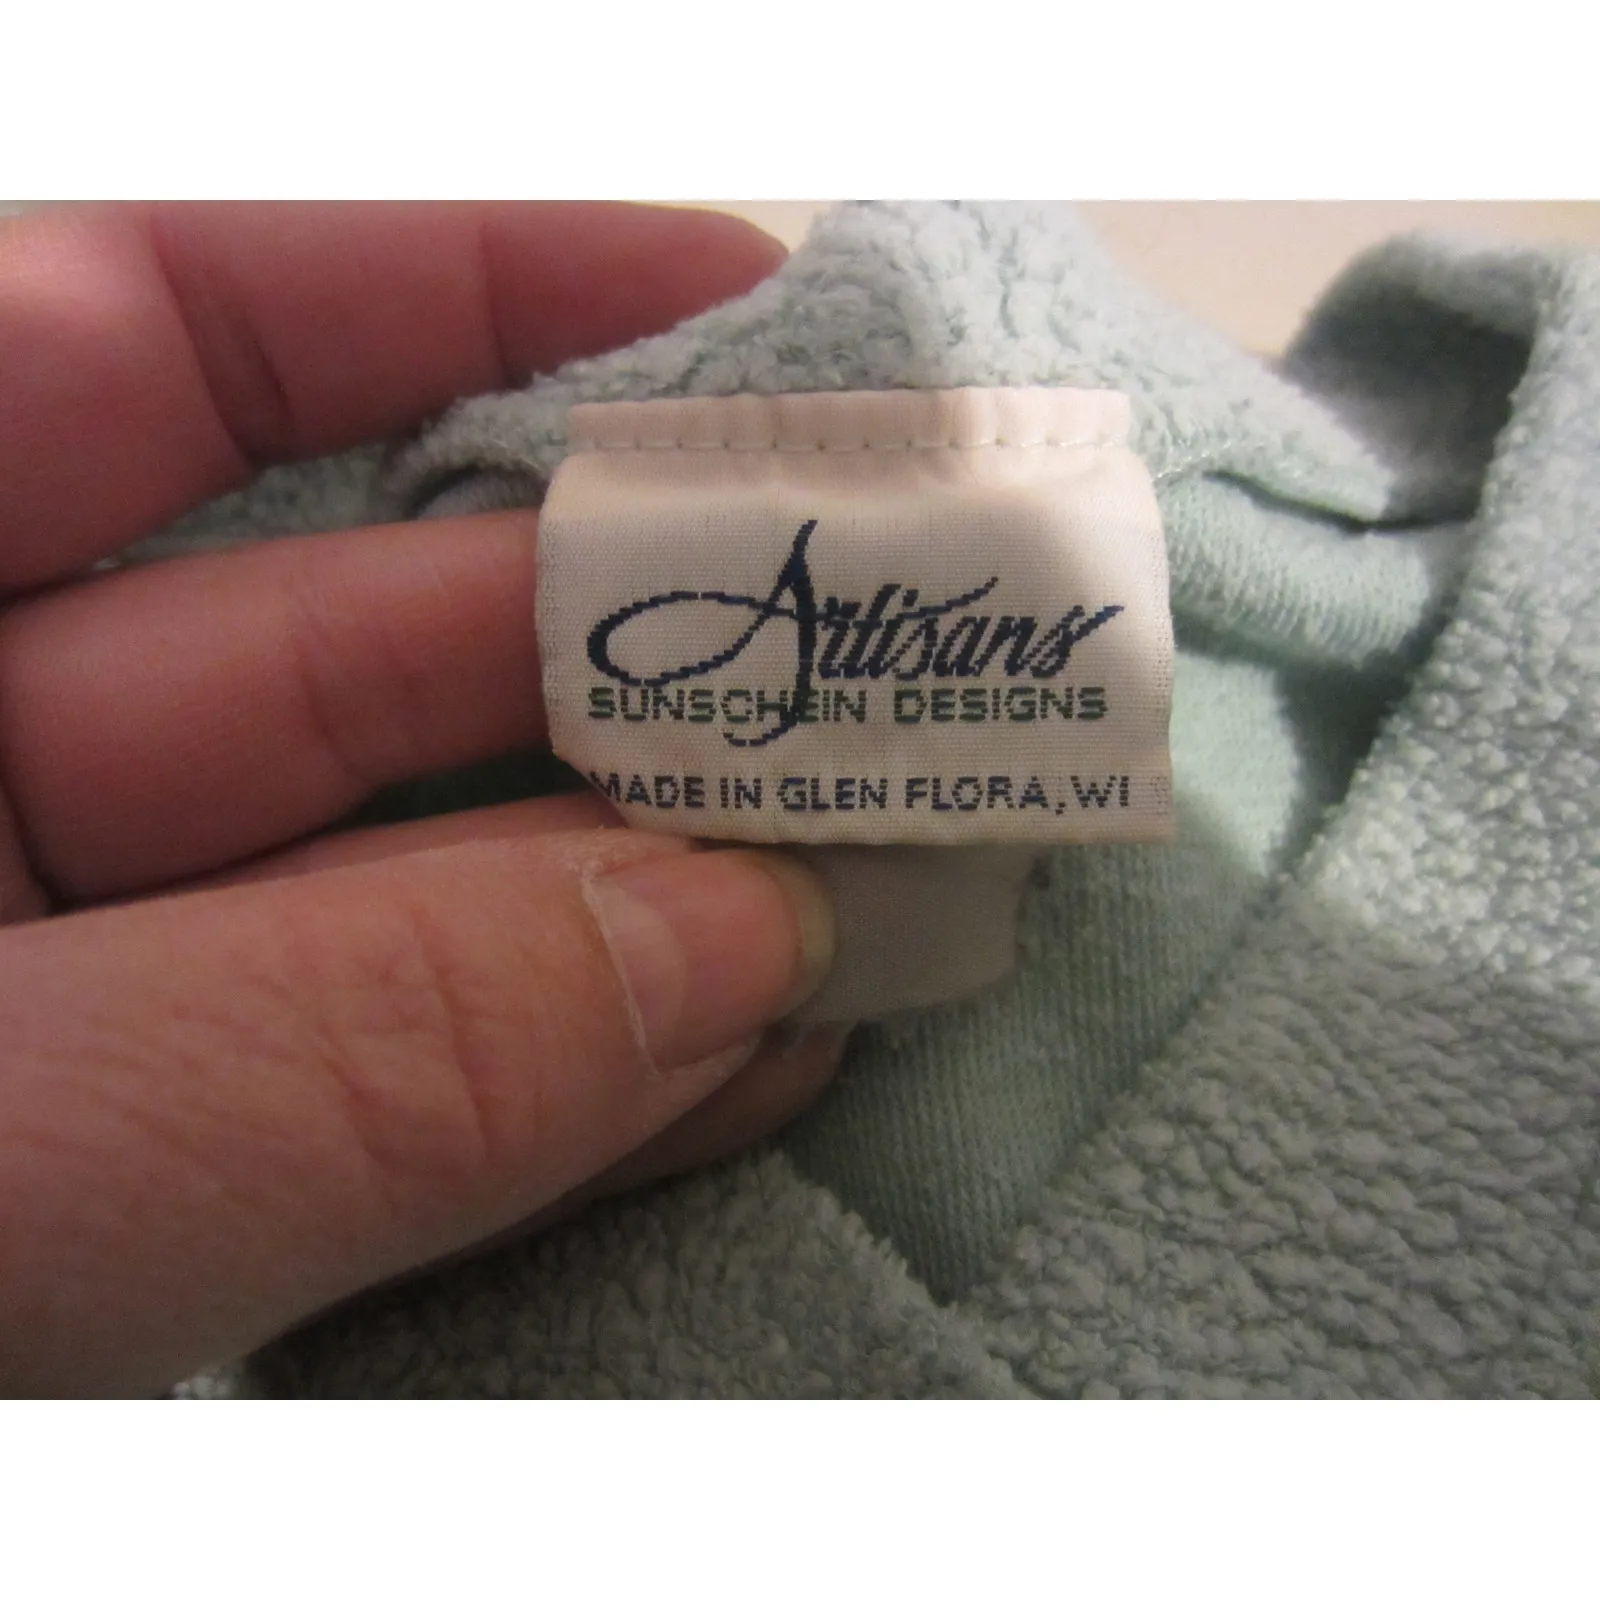 Artisans
SUNSCHEIN DESIGNS
MADE IN GLEN FLORA, WI